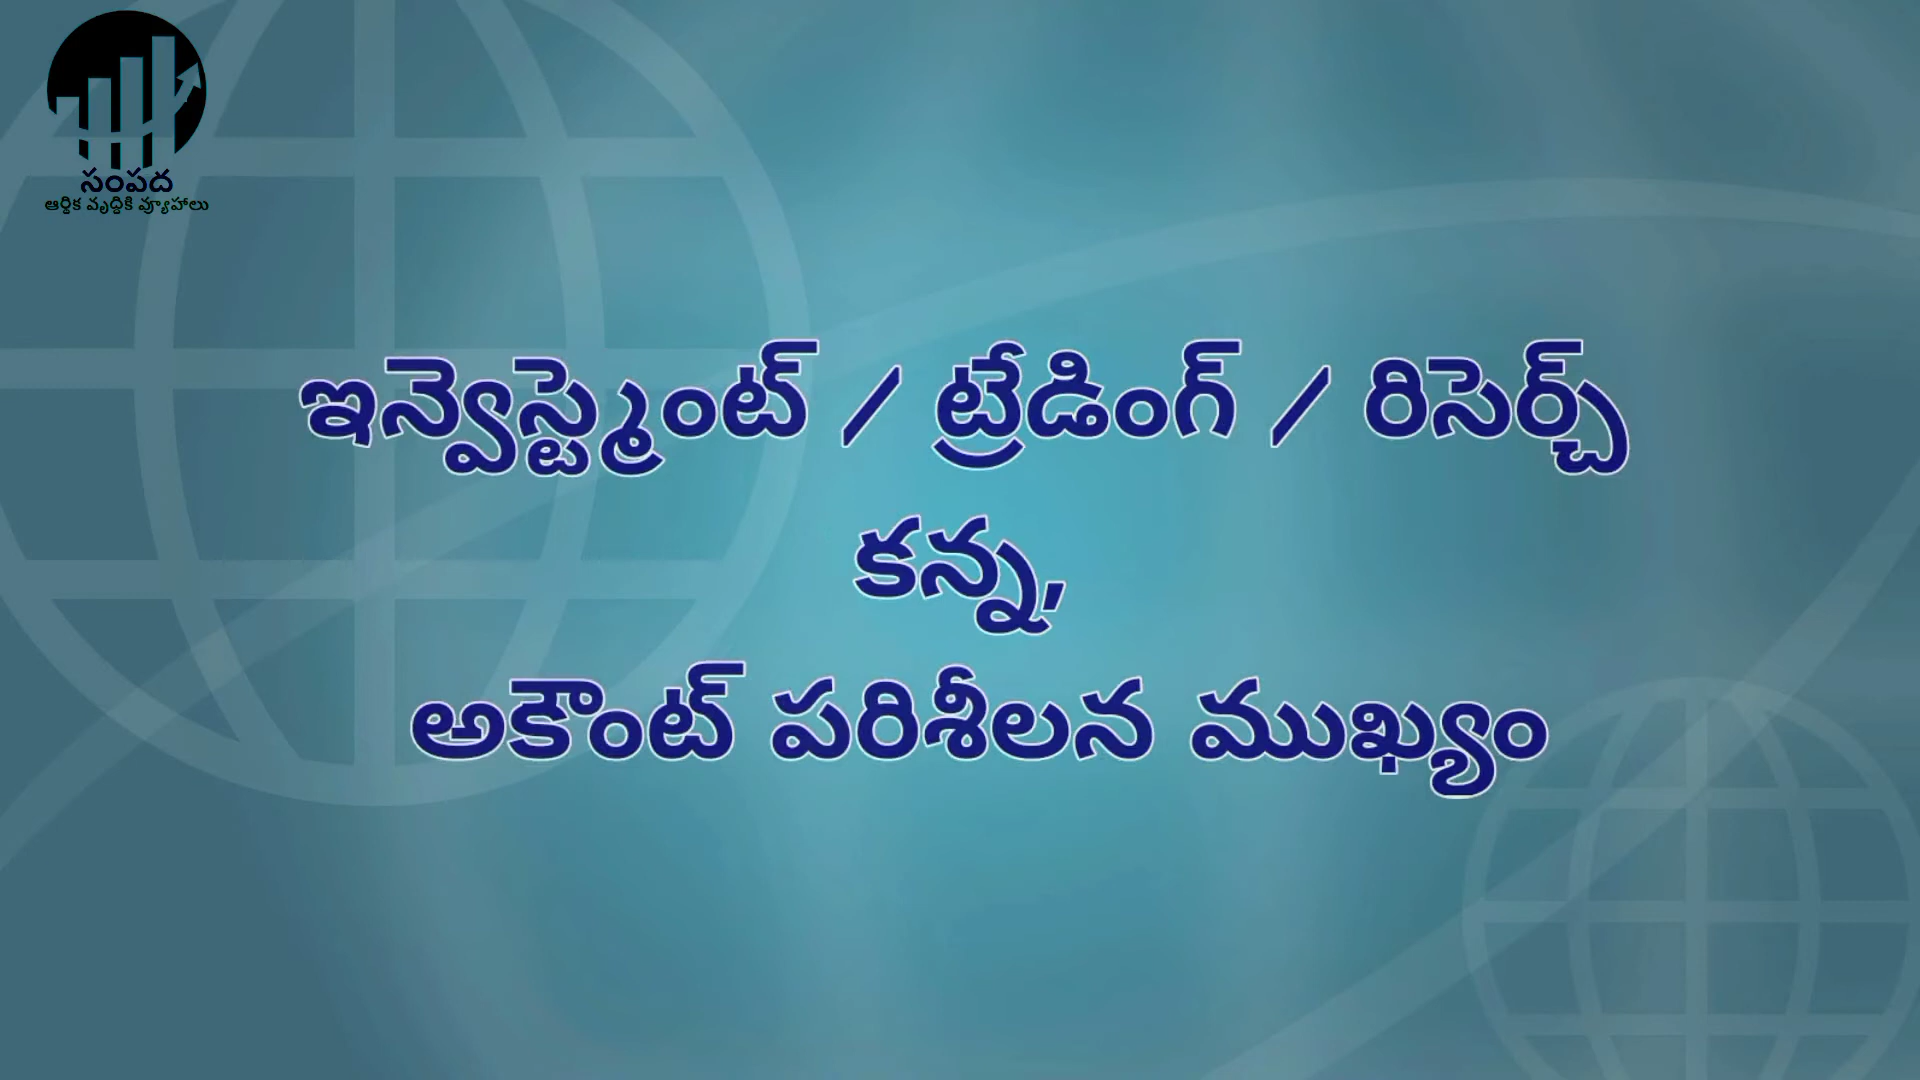 సంపద
ఆర్థిక వృద్ధికి వ్యూహాలు
ఇన్వెస్ట్మెంట్ / ట్రేడింగ్ / రిసెర్చ్
కన్న,
అకౌంట్ పరిశీలన ముఖ్యం